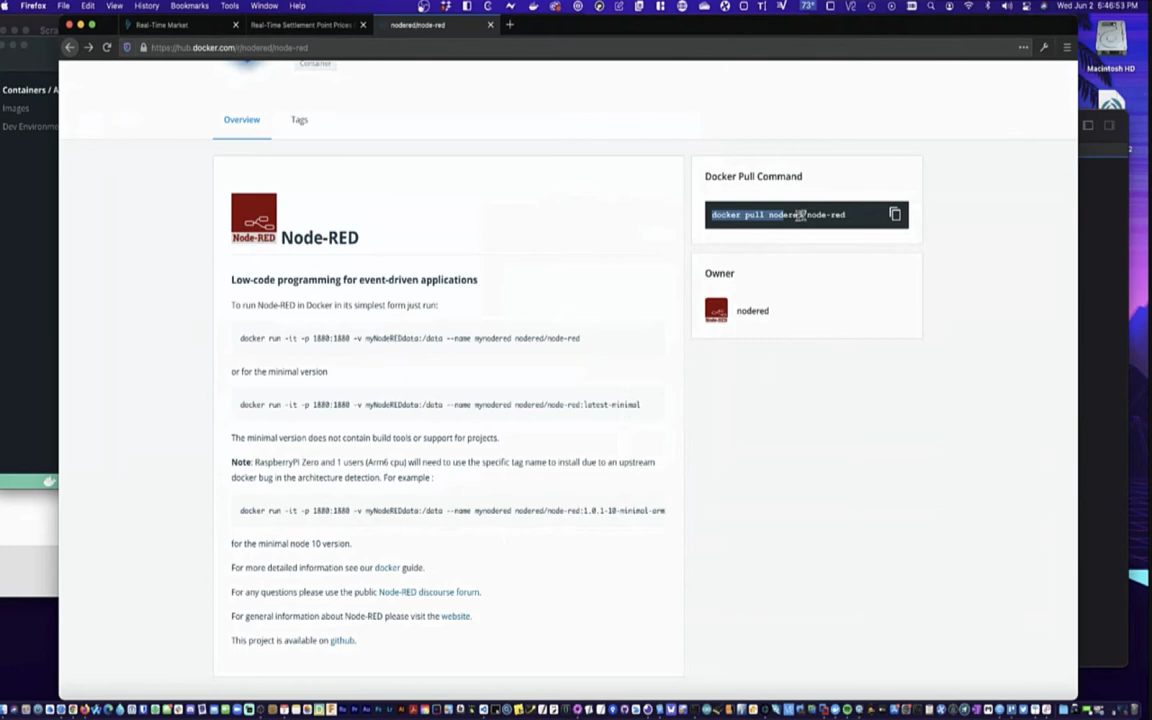 Firefox File Edit View History Bookmarks Tools Window Help
73°
Wed Jun 2 6:46:53 PM
Real-Time Market
Real-Time Settlement Point Prices
nodered/node-red
https://hub.docker.com/r/nodered/node-red
Macintosh HD
Containers / A
Images
Dev Environme
Container
Overview
Tags
Node-RED
Node-RED
Low-code programming for event-driven applications
To run Node-RED in Docker in its simplest form just run:
docker run -it -p 1880:1880 -v myNodeREDdata:/data --name mynodered nodered/node-red
or for the minimal version
docker run -it -p 1880:1880 -v myNodeREDdata:/data --name mynodered nodered/node-red:latest-minimal
The minimal version does not contain build tools or support for projects.
Note: RaspberryPi Zero and 1 users (Arm6 cpu) will need to use the specific tag name to install due to an upstream
docker bug in the architecture detection. For example :
docker run -it -p 1880:1880 -v myNodeREDdata:/data --name mynodered nodered/node-red:1.0.1-10-minimal-arm
for the minimal node 10 version.
For more detailed information see our docker guide.
For any questions please use the public Node-RED discourse forum.
For general information about Node-RED please visit the website.
This project is available on github.
Docker Pull Command
docker pull nodered/node-red
Owner
nodered